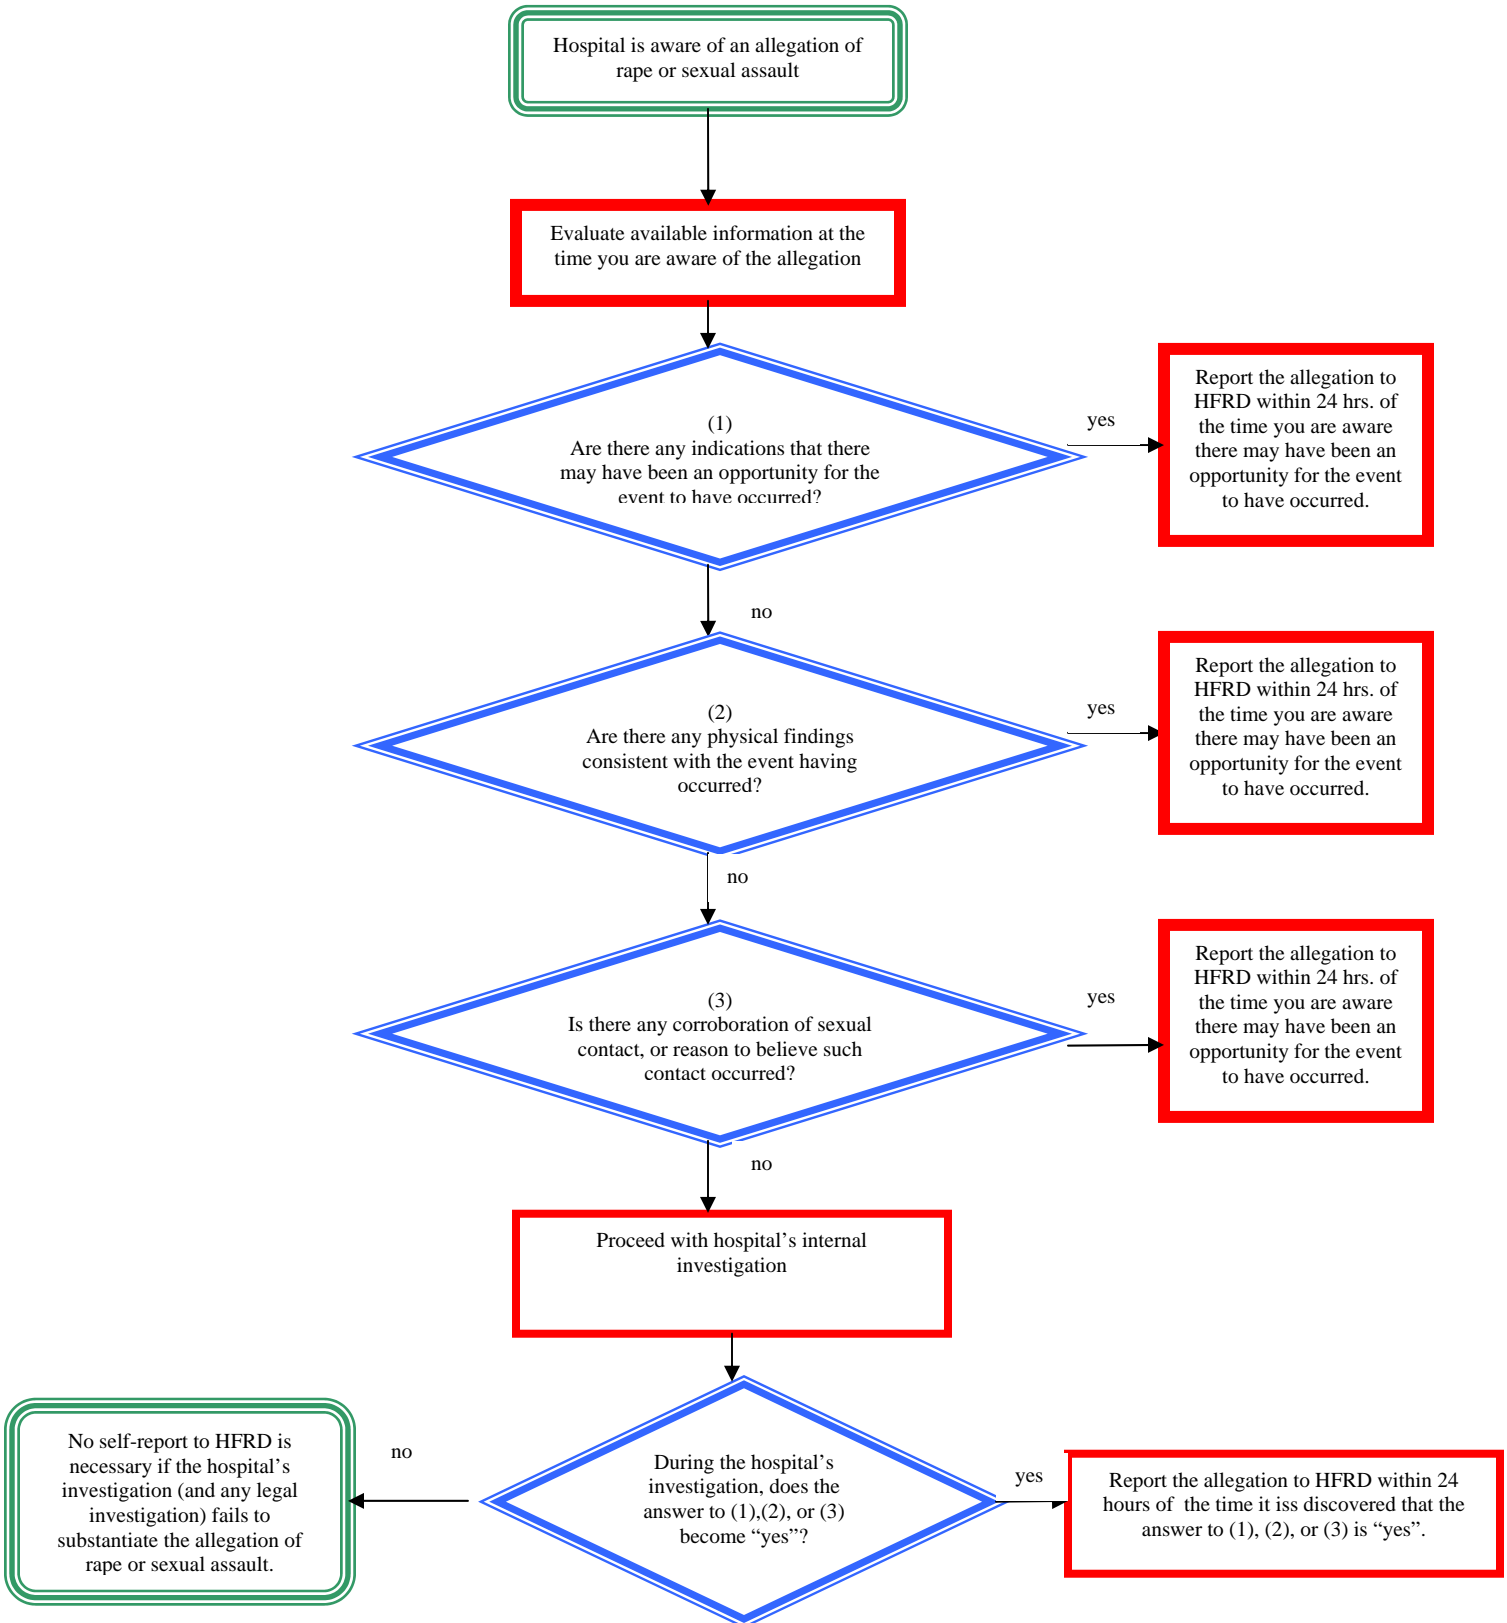 Hospital is aware of an allegation of
rape or sexual assault
Evaluate available information at the
time you are aware of the allegation
(1)
Are there any indications that there
may have been an opportunity for the
event to have occurred?
yes
Report the allegation to
HFRD within 24 hrs. of
the time you are aware
there may have been an
opportunity for the event
to have occurred.
no
(2)
Are there any physical findings
consistent with the event having
occurred?
yes
Report the allegation to
HFRD within 24 hrs. of
the time you are aware
there may have been an
opportunity for the event
to have occurred.
no
(3)
Is there any corroboration of sexual
contact, or reason to believe such
contact occurred?
yes
Report the allegation to
HFRD within 24 hrs. of
the time you are aware
there may have been an
opportunity for the event
to have occurred.
no
Proceed with hospital’s internal
investigation
During the hospital’s
investigation, does the
answer to (1),(2), or (3)
become “yes”?
no
No self-report to HFRD is
necessary if the hospital’s
investigation (and any legal
investigation) fails to
substantiate the allegation of
rape or sexual assault.
yes
Report the allegation to HFRD within 24
hours of  the time it iss discovered that the
answer to (1), (2), or (3) is “yes”.